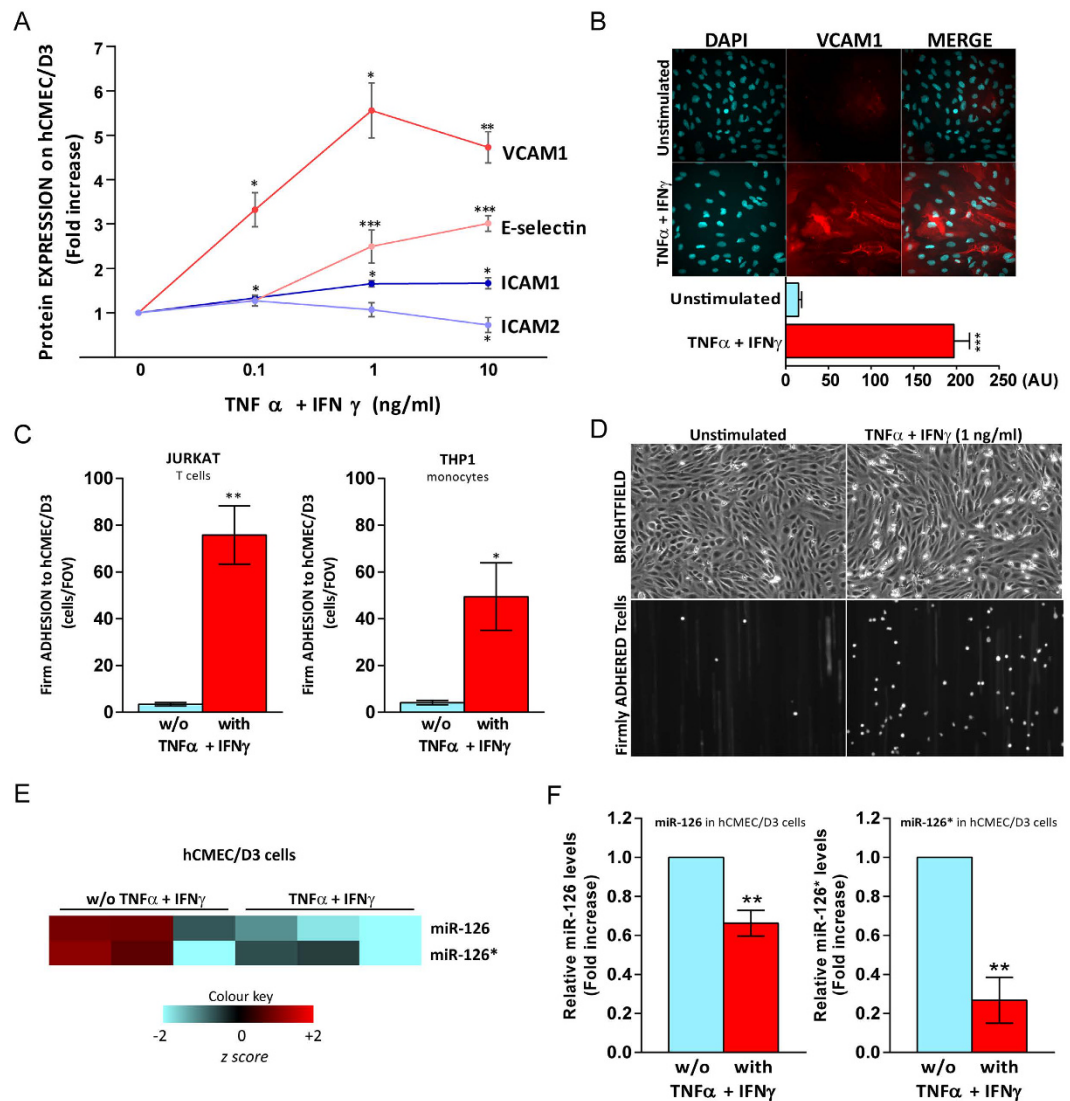 A
Protein EXPRESSION on hCMEC/D3
(Fold increase)
7
6
5
4
3
2
1
0
0.1
1
10
*
*
**
***
***
*
*
*
*
VCAM1
E-selectin
ICAM1
ICAM2
TNF α + IFN γ (ng/ml)
B
DAPI VCAM1 MERGE
Unstimulated
TNFα + IFNγ
Unstimulated
TNFα + IFNγ
***
0 50 100 150 200 250 (AU)
C
JURKAT
T cells
Firm ADHESION to hCMEC/D3
(cells/FOV)
100
80
60
40
20
0
**
w/o with
TNFα + IFNγ
THP1
monocytes
Firm ADHESION to hCMEC/D3
(cells/FOV)
100
80
60
40
20
0
*
w/o with
TNFα + IFNγ
D
Unstimulated TNFα + IFNγ (1 ng/ml)
BRIGHTFIELD
Firmly ADHERED Tcells
E
hCMEC/D3 cells
w/o TNFα + IFNγ TNFα + IFNγ
miR-126
miR-126*
Colour key
-2 0 +2
z score
F
miR-126 in hCMEC/D3 cells
Relative miR-126 levels
(Fold increase)
1.2
1.0
0.8
0.6
0.4
0.2
0.0
**
w/o with
TNFα + IFNγ
miR-126* in hCMEC/D3 cells
Relative miR-126* levels
(Fold increase)
1.2
1.0
0.8
0.6
0.4
0.2
0.0
**
w/o with
TNFα + IFNγ